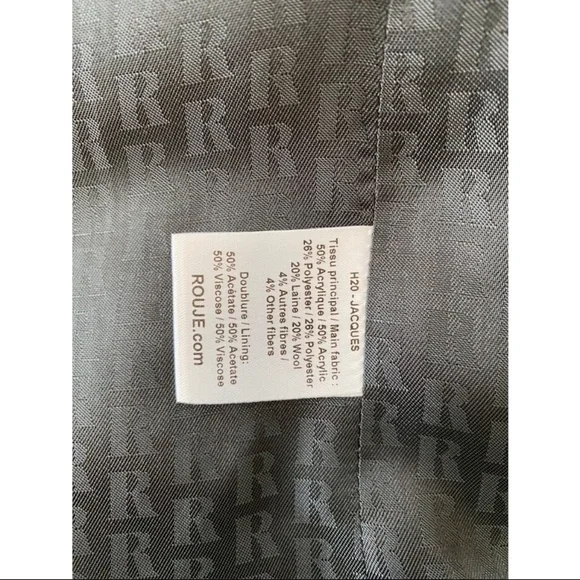 H20 - JACQUES
Tissu principal / Main fabric :
50% Acrylique / 50% Acrylic
26% Polyester / 26% Polyester
20% Laine / 20% Wool
4% Autres fibres /
4% Other fibers
Doublure / Lining:
50% Acétate / 50% Acetate
50% Viscose / 50% Viscose
ROUJE.com